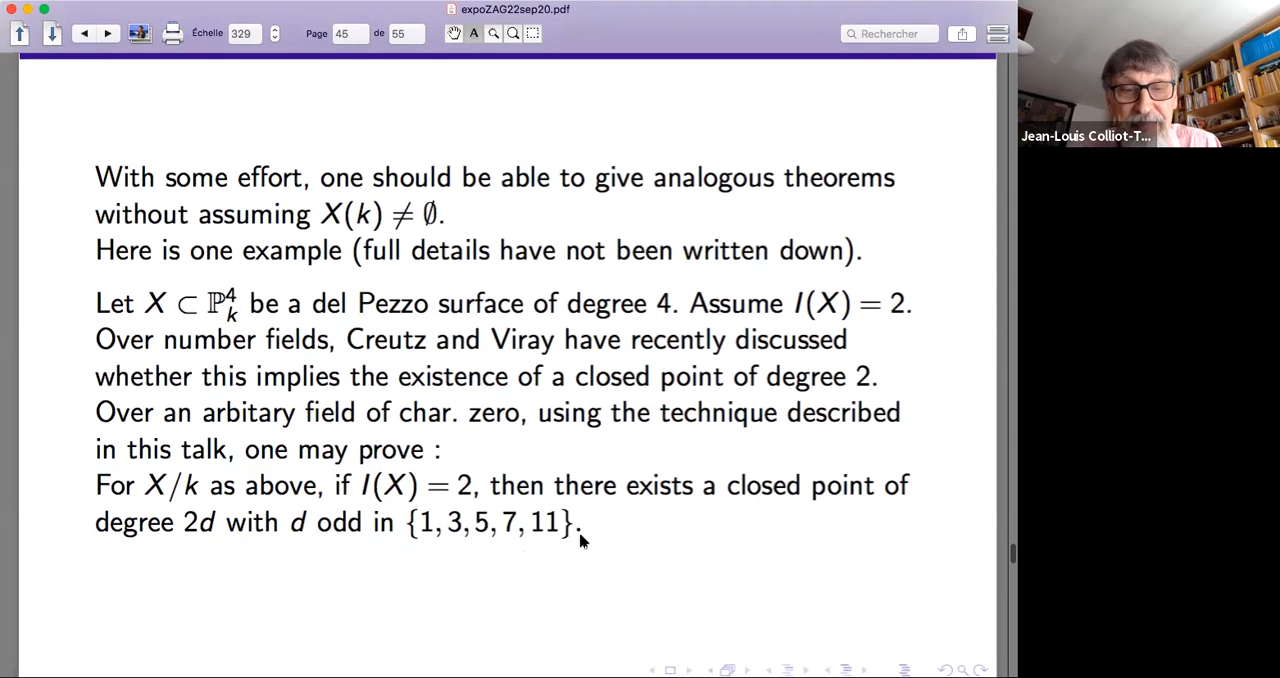 expoZAG22sep20.pdf
Échelle 329 Page 45 de 55 Rechercher
With some effort, one should be able to give analogous theorems
without assuming X(k) ≠ ∅.
Here is one example (full details have not been written down).
Let X ⊂ ℙ⁴ₖ be a del Pezzo surface of degree 4. Assume I(X) = 2.
Over number fields, Creutz and Viray have recently discussed
whether this implies the existence of a closed point of degree 2.
Over an arbitary field of char. zero, using the technique described
in this talk, one may prove :
For X/k as above, if I(X) = 2, then there exists a closed point of
degree 2d with d odd in {1, 3, 5, 7, 11}.
Jean-Louis Colliot-T...